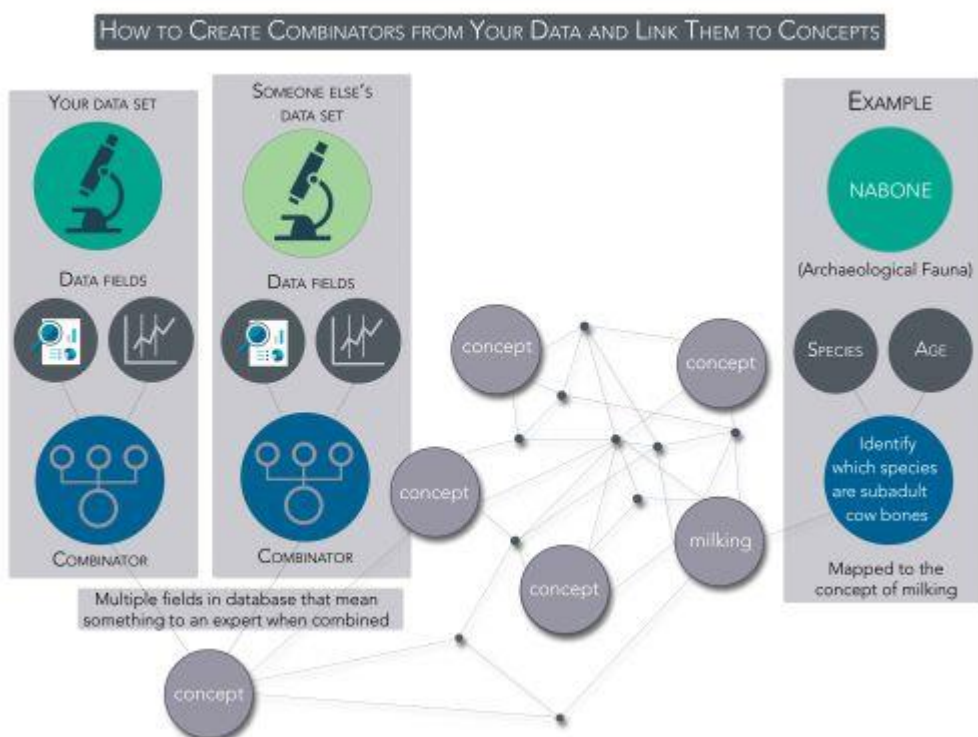 How to Create Combinators from Your Data and Link Them to Concepts
Your data set
Data fields
Combinator
Someone else's
data set
Data fields
Combinator
Multiple fields in database that mean
something to an expert when combined
concept
concept
concept
concept
milking
concept
Example
NABONE
(Archaeological Fauna)
Species
Age
Identify
which species
are subadult
cow bones
Mapped to the
concept of milking